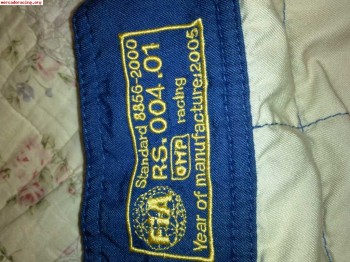 mercadoracing.org
Standard 8856-2000
RS.004.01
FIA OMP racing
Year of manufacture:2005